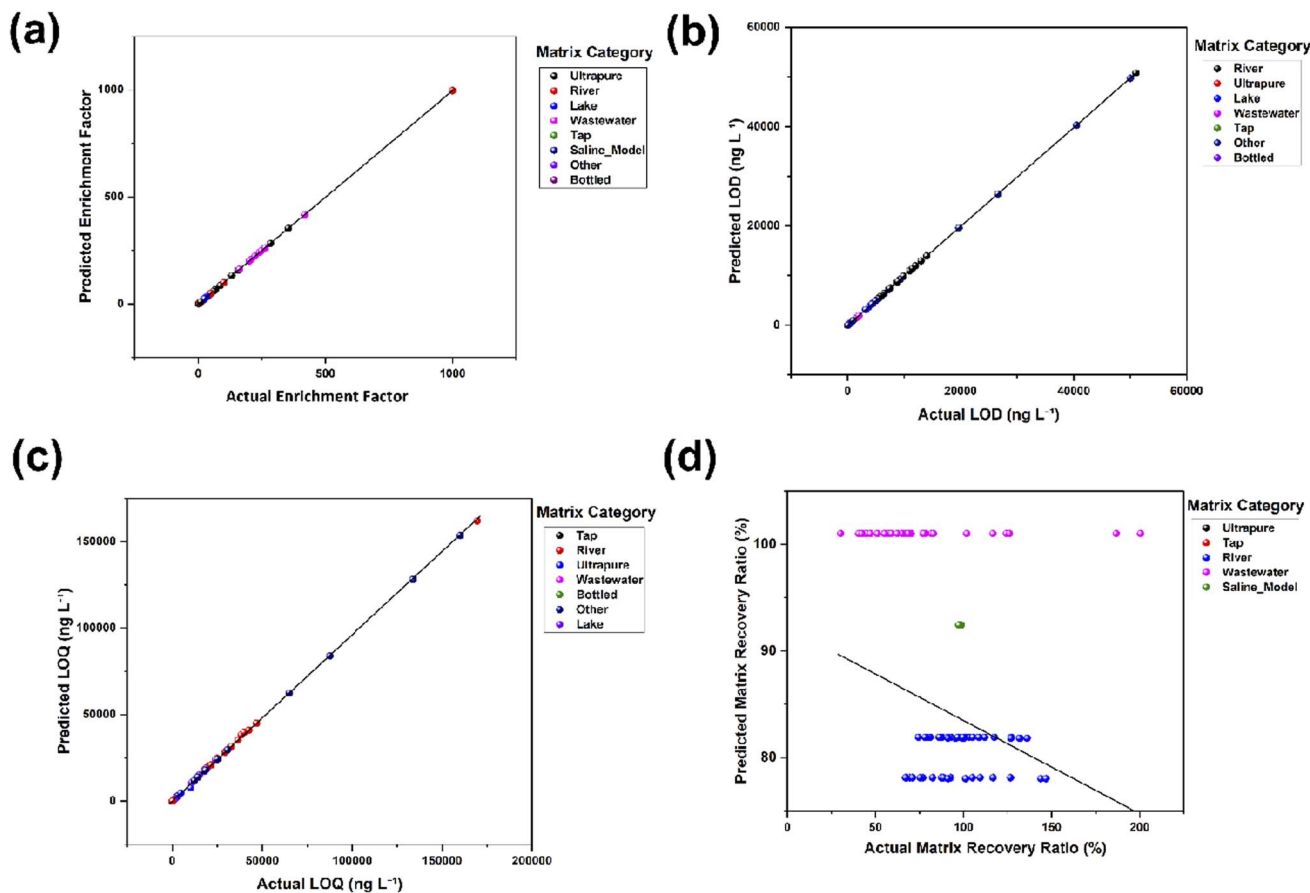 (a)
Matrix Category
Ultrapure
River
Lake
Wastewater
Tap
Saline_Model
Other
Bottled
Predicted Enrichment Factor
1000
500
0
0 500 1000
Actual Enrichment Factor
(b)
Matrix Category
River
Ultrapure
Lake
Wastewater
Tap
Other
Bottled
Predicted LOD (ng L⁻¹)
60000
40000
20000
0
0 20000 40000 60000
Actual LOD (ng L⁻¹)
(c)
Matrix Category
Tap
River
Ultrapure
Wastewater
Bottled
Other
Lake
Predicted LOQ (ng L⁻¹)
150000
100000
50000
0
0 50000 100000 150000 200000
Actual LOQ (ng L⁻¹)
(d)
Matrix Category
Ultrapure
Tap
River
Wastewater
Saline_Model
Predicted Matrix Recovery Ratio (%)
100
90
80
0 50 100 150 200
Actual Matrix Recovery Ratio (%)